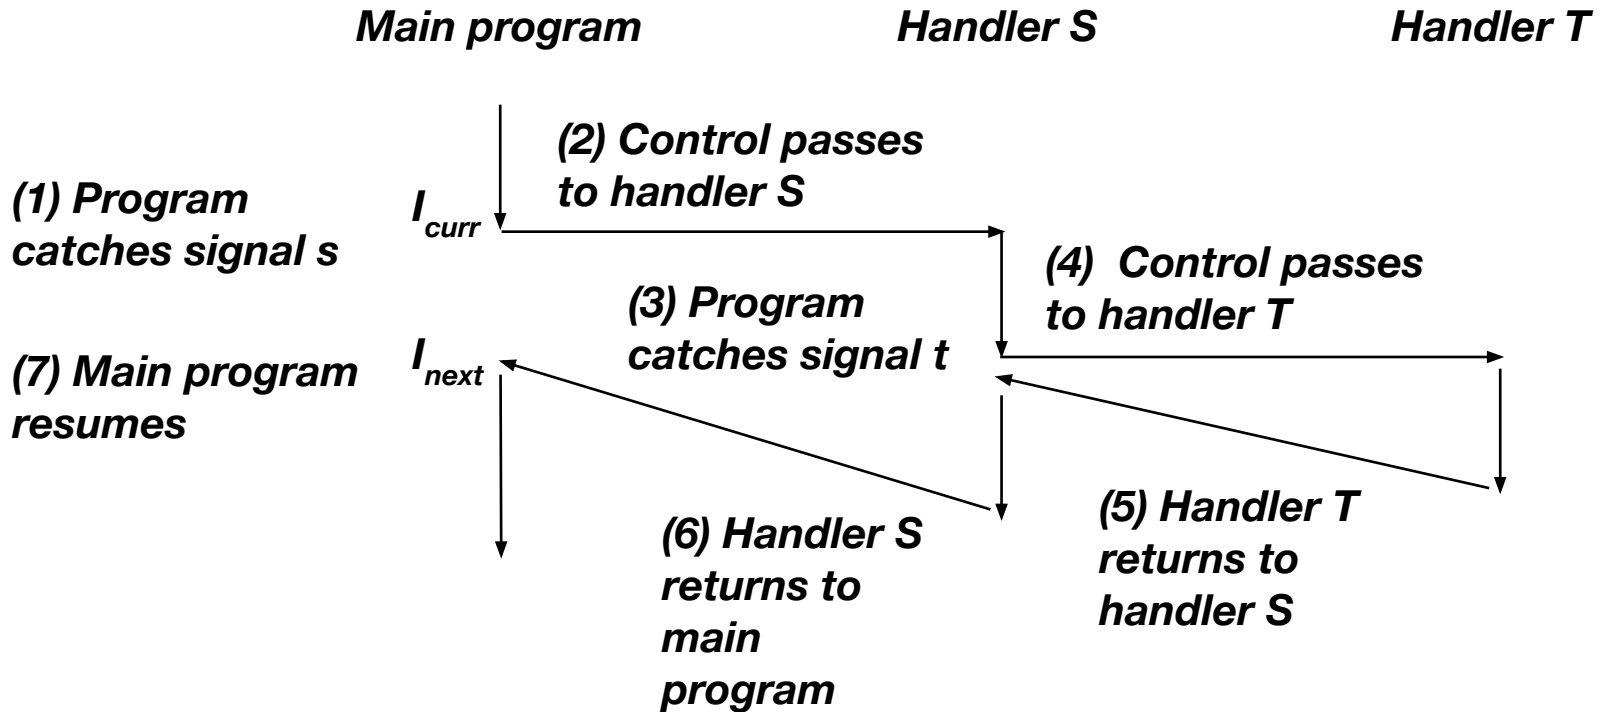 Main program Handler S Handler T
(2) Control passes
to handler S
(1) Program
catches signal s
I_curr
(4) Control passes
to handler T
(3) Program
catches signal t
(7) Main program
resumes
I_next
(5) Handler T
returns to
handler S
(6) Handler S
returns to
main
program